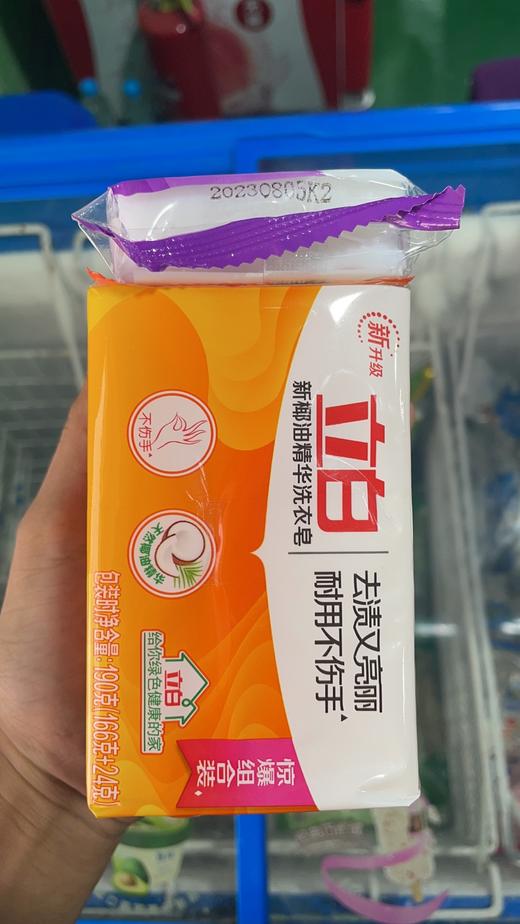 20230805K2
新升级
立白
新椰油精华洗衣皂
去渍又亮丽
耐用不伤手
不伤手
天然椰油精华
立白
给你绿色健康的家
惊爆组合装
包装时净含量:190克(166克+24克)